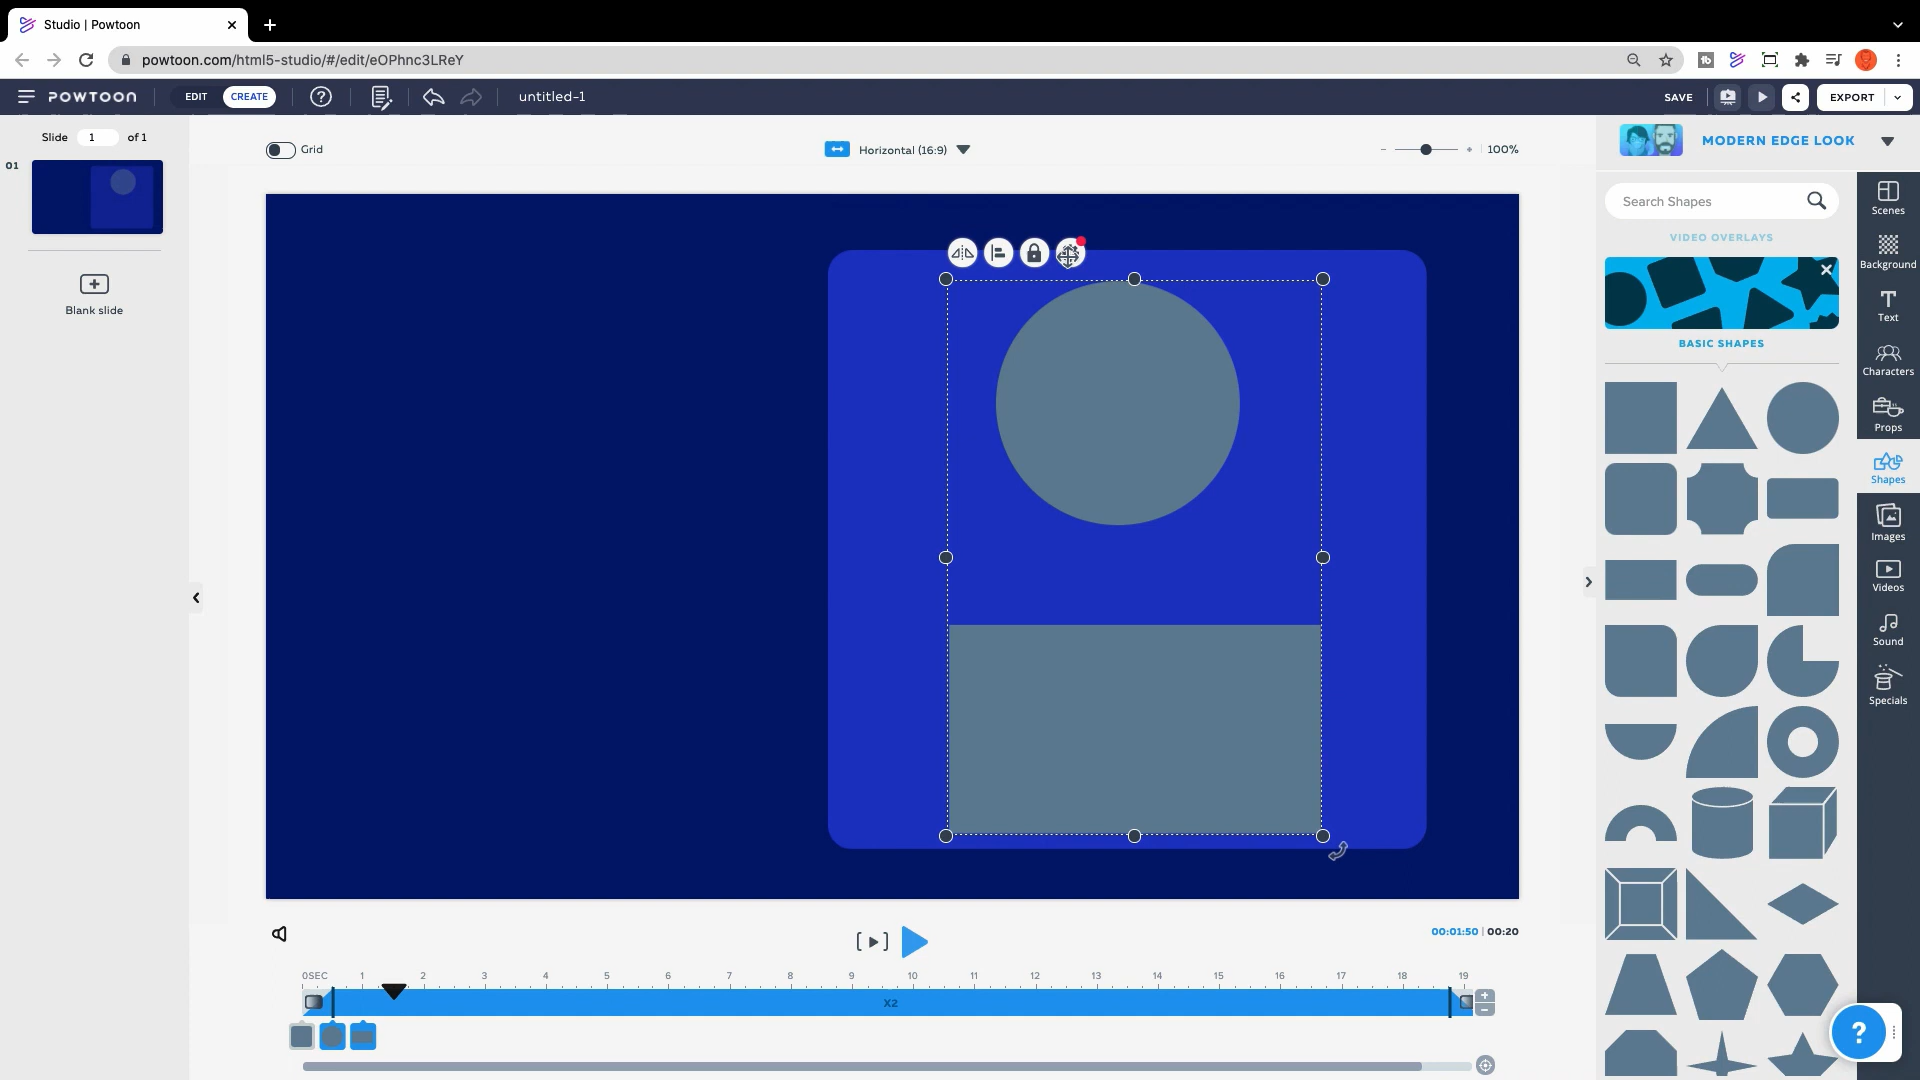 Studio | Powtoon
powtoon.com/html5-studio/#/edit/eOPhnc3LReY
POWTOON
EDIT
CREATE
?
untitled-1
SAVE
EXPORT
Slide 1 of 1
Grid
Horizontal (16:9)
- + 100%
MODERN EDGE LOOK
01
Blank slide
Search Shapes
VIDEO OVERLAYS
BASIC SHAPES
Scenes
Background
Text
Characters
Props
Shapes
Images
Videos
Sound
Specials
00:01:50 | 00:20
0SEC 1 2 3 4 5 6 7 8 9 10 11 12 13 14 15 16 17 18 19
X2
?